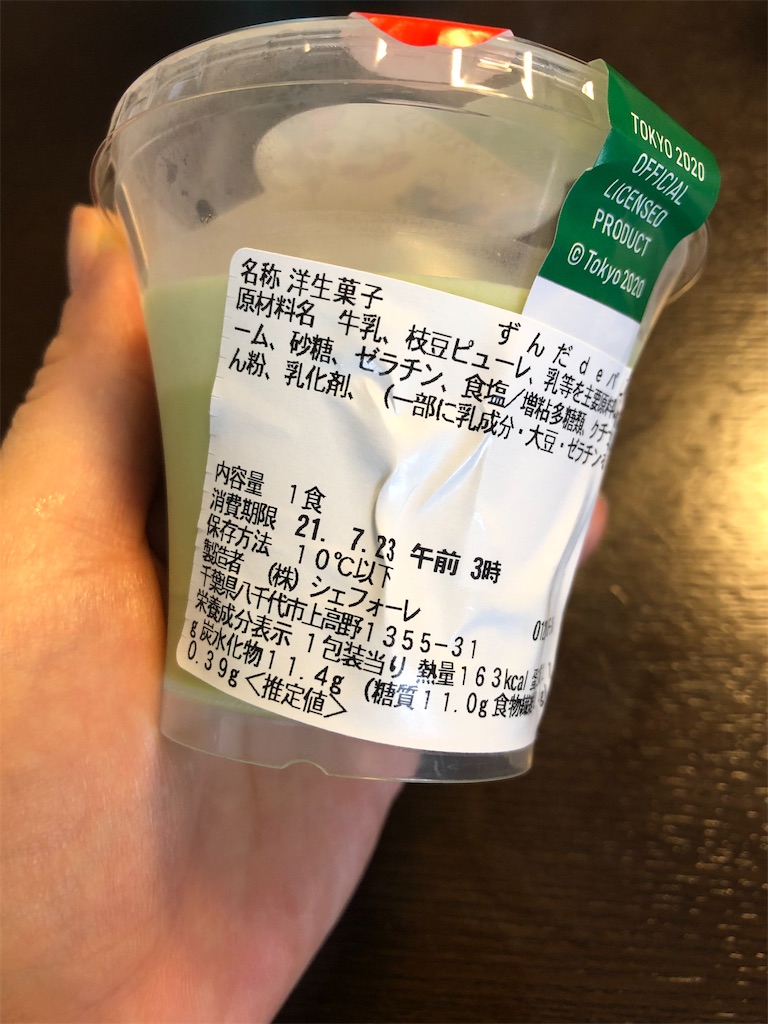 TOKYO 2020
OFFICIAL
LICENSED
PRODUCT
© Tokyo 2020
名称 洋生菓子
ずんだdeパ
原材料名 牛乳、枝豆ピューレ、乳等を主要原
ーム、砂糖、ゼラチン、食塩/増粘多糖類、クチ
ん粉、乳化剤、(一部に乳成分・大豆・ゼラチン
内容量 1食
消費期限 21. 7.23 午前 3時
保存方法 10℃以下
製造者 (株)シェフォーレ
千葉県八千代市上高野1355-31
栄養成分表示 1包装当り 熱量163kcal
g 炭水化物11.4g (糖質11.0g 食物繊維
0.39g<推定値>